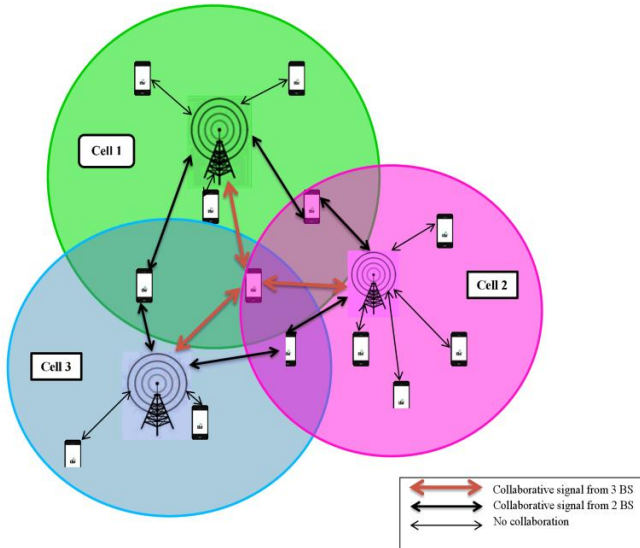 Cell 1
Cell 2
Cell 3
Collaborative signal from 3 BS
Collaborative signal from 2 BS
No collaboration